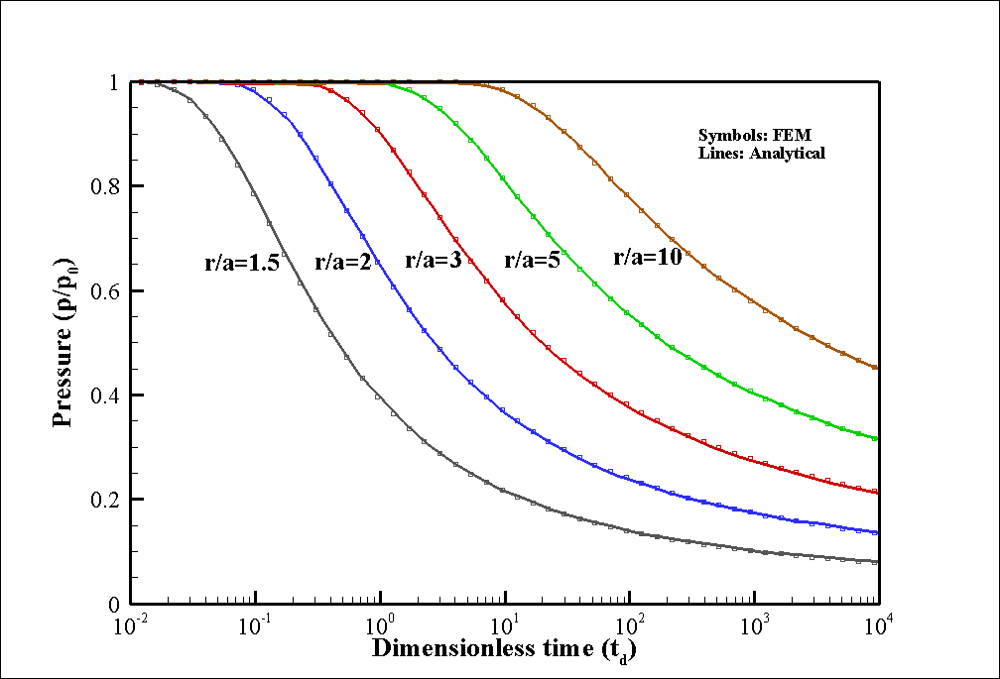 1
Symbols: FEM
Lines: Analytical
0.8
r/a=1.5
r/a=2
r/a=3
r/a=5
r/a=10
0.6
Pressure (p/p₀)
0.4
0.2
0
10⁻² 10⁻¹ 10⁰ 10¹ 10² 10³ 10⁴
Dimensionless time (t_d)